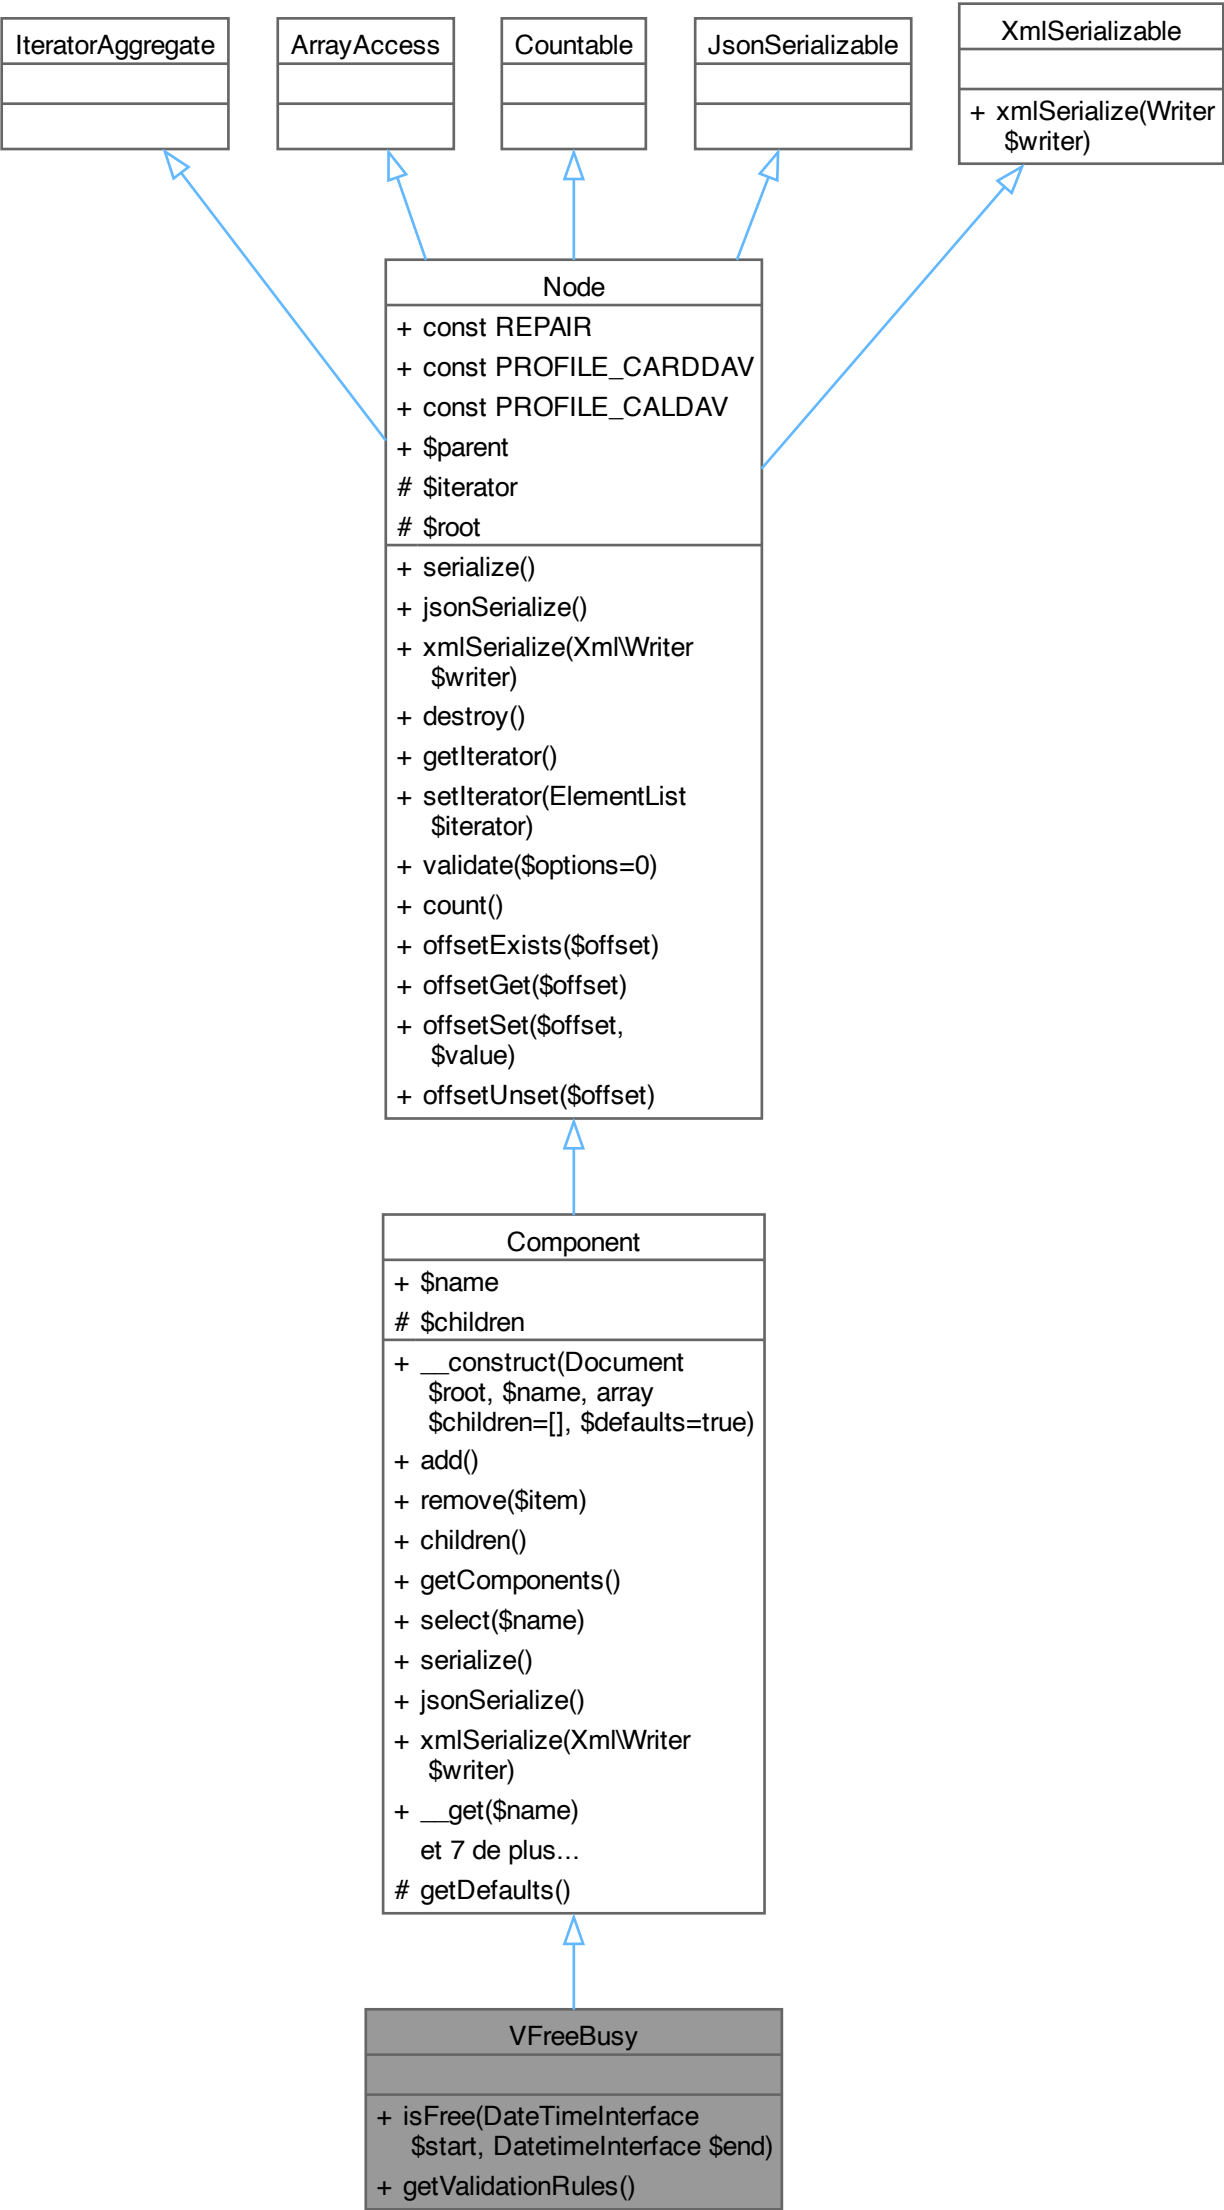 IteratorAggregate
ArrayAccess
Countable
JsonSerializable
XmlSerializable
+ xmlSerialize(Writer
$writer)
Node
+ const REPAIR
+ const PROFILE_CARDDAV
+ const PROFILE_CALDAV
+ $parent
# $iterator
# $root
+ serialize()
+ jsonSerialize()
+ xmlSerialize(Xml\Writer
$writer)
+ destroy()
+ getIterator()
+ setIterator(ElementList
$iterator)
+ validate($options=0)
+ count()
+ offsetExists($offset)
+ offsetGet($offset)
+ offsetSet($offset,
$value)
+ offsetUnset($offset)
Component
+ $name
# $children
+ __construct(Document
$root, $name, array
$children=[], $defaults=true)
+ add()
+ remove($item)
+ children()
+ getComponents()
+ select($name)
+ serialize()
+ jsonSerialize()
+ xmlSerialize(Xml\Writer
$writer)
+ __get($name)
et 7 de plus...
# getDefaults()
VFreeBusy
+ isFree(DateTimeInterface
$start, DatetimeInterface $end)
+ getValidationRules()